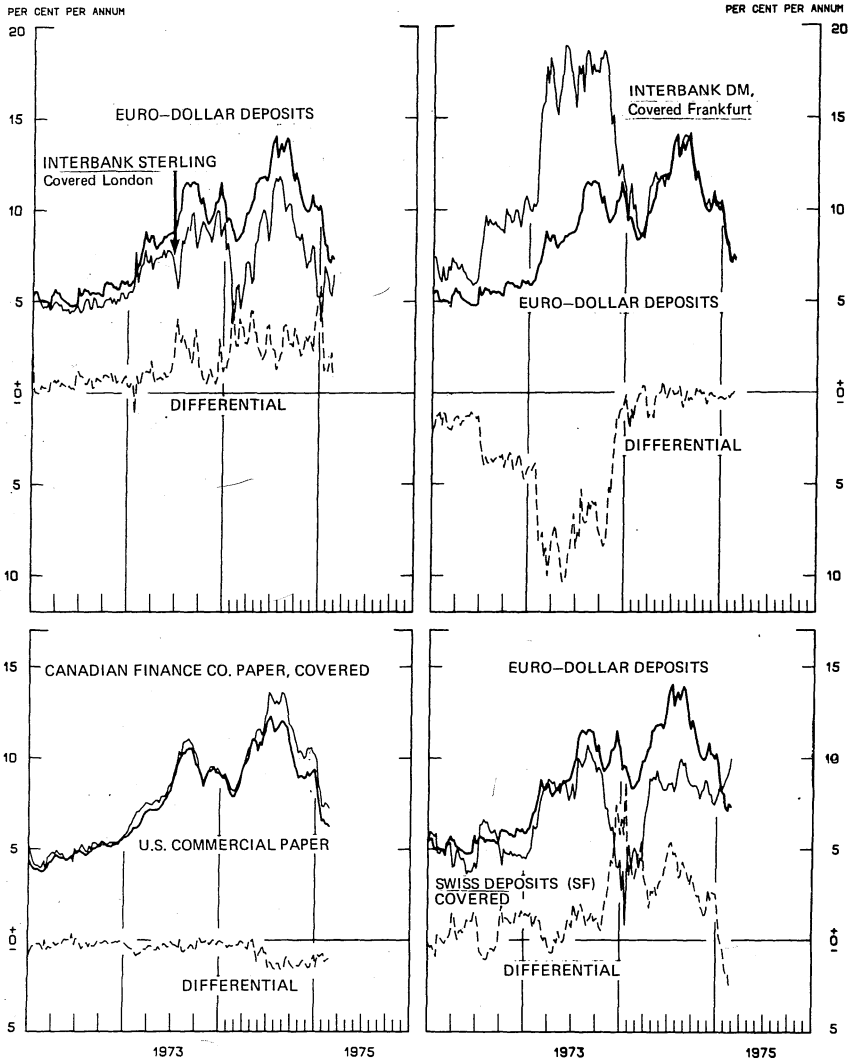 PER CENT PER ANNUM
PER CENT PER ANNUM
20
15
10
5
+
0
−
5
10
EURO−DOLLAR DEPOSITS
INTERBANK STERLING
Covered London
DIFFERENTIAL
20
15
10
5
+
0
−
5
10
INTERBANK DM,
Covered Frankfurt
EURO−DOLLAR DEPOSITS
DIFFERENTIAL
15
10
5
+
0
−
5
CANADIAN FINANCE CO. PAPER, COVERED
U.S. COMMERCIAL PAPER
DIFFERENTIAL
1973
1975
15
10
5
+
0
−
5
EURO−DOLLAR DEPOSITS
SWISS DEPOSITS (SF)
COVERED
DIFFERENTIAL
1973
1975